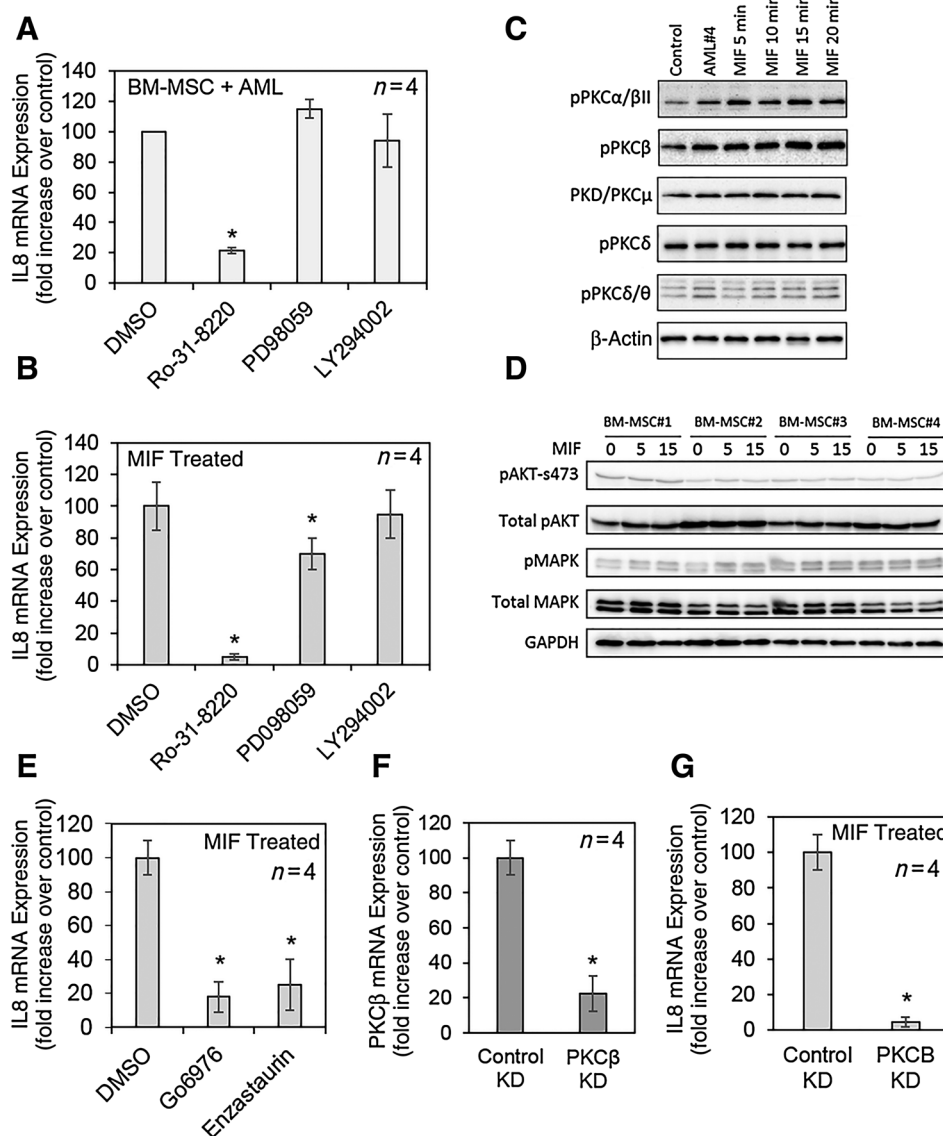 A
IL8 mRNA Expression
(fold increase over control)
140
120
100
80
60
40
20
0
BM-MSC + AML
n=4
*
DMSO
Ro-31-8220
PD98059
LY294002
B
IL8 mRNA Expression
(fold increase over control)
140
120
100
80
60
40
20
0
MIF Treated
n=4
*
*
DMSO
Ro-31-8220
PD098059
LY294002
C
Control
AML#4
MIF 5 min
MIF 10 min
MIF 15 min
MIF 20 min
pPKCα/βII
pPKCβ
PKD/PKCμ
pPKCδ
pPKCδ/θ
β-Actin
D
BM-MSC#1 BM-MSC#2 BM-MSC#3 BM-MSC#4
MIF 0 5 15 0 5 15 0 5 15 0 5 15
pAKT-s473
Total pAKT
pMAPK
Total MAPK
GAPDH
E
IL8 mRNA Expression
(fold increase over control)
120
100
80
60
40
20
0
MIF Treated
n=4
*
*
DMSO
Go6976
Enzastaurin
F
PKCβ mRNA Expression
(fold increase over control)
120
100
80
60
40
20
0
n=4
*
Control
KD
PKCβ
KD
G
IL8 mRNA Expression
(fold increase over control)
120
100
80
60
40
20
0
MIF Treated
n=4
*
Control
KD
PKCB
KD